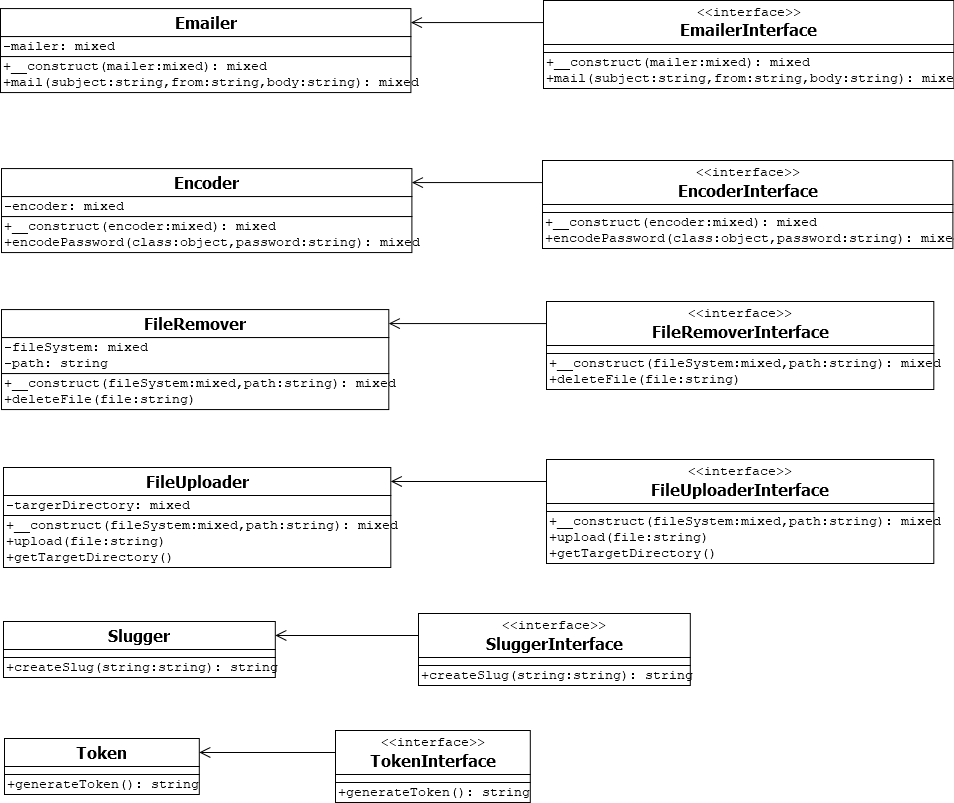 Emailer
-mailer: mixed
+__construct(mailer:mixed): mixed
+mail(subject:string,from:string,body:string): mixed
<<interface>>
EmailerInterface
+__construct(mailer:mixed): mixed
+mail(subject:string,from:string,body:string): mixe
Encoder
-encoder: mixed
+__construct(encoder:mixed): mixed
+encodePassword(class:object,password:string): mixed
<<interface>>
EncoderInterface
+__construct(encoder:mixed): mixed
+encodePassword(class:object,password:string): mixe
FileRemover
-fileSystem: mixed
-path: string
+__construct(fileSystem:mixed,path:string): mixed
+deleteFile(file:string)
<<interface>>
FileRemoverInterface
+__construct(fileSystem:mixed,path:string): mixed
+deleteFile(file:string)
FileUploader
-targerDirectory: mixed
+__construct(fileSystem:mixed,path:string): mixed
+upload(file:string)
+getTargetDirectory()
<<interface>>
FileUploaderInterface
+__construct(fileSystem:mixed,path:string): mixed
+upload(file:string)
+getTargetDirectory()
Slugger
+createSlug(string:string): string
<<interface>>
SluggerInterface
+createSlug(string:string): string
Token
+generateToken(): string
<<interface>>
TokenInterface
+generateToken(): string